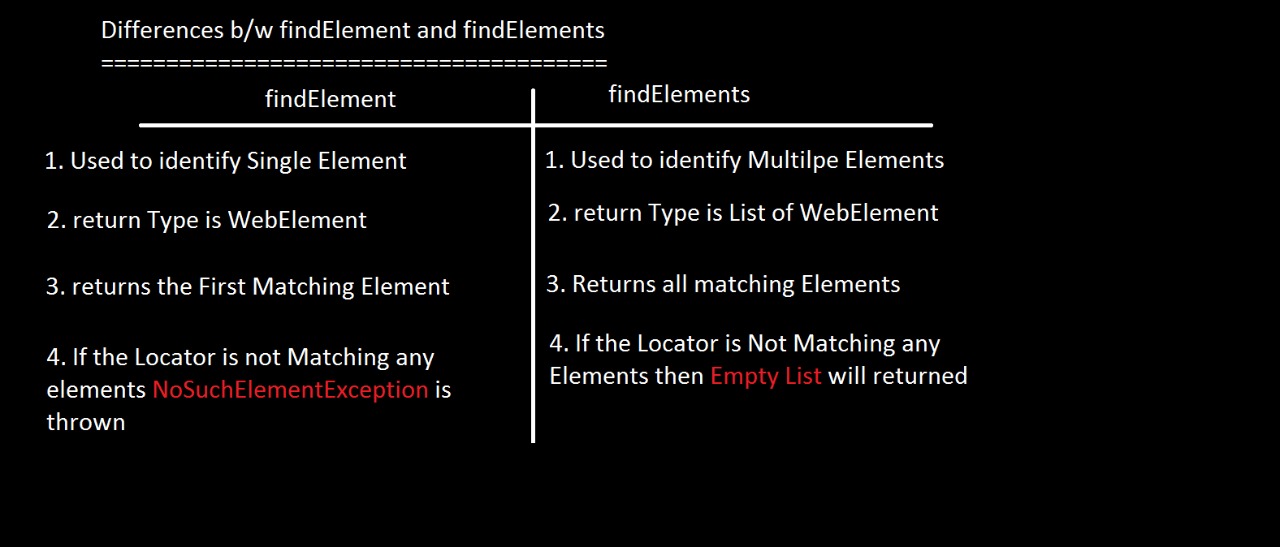 Differences b/w findElement and findElements
=======================================
findElement
findElements
1. Used to identify Single Element
2. return Type is WebElement
3. returns the First Matching Element
4. If the Locator is not Matching any
elements NoSuchElementException is
thrown
1. Used to identify Multilpe Elements
2. return Type is List of WebElement
3. Returns all matching Elements
4. If the Locator is Not Matching any
Elements then Empty List will returned